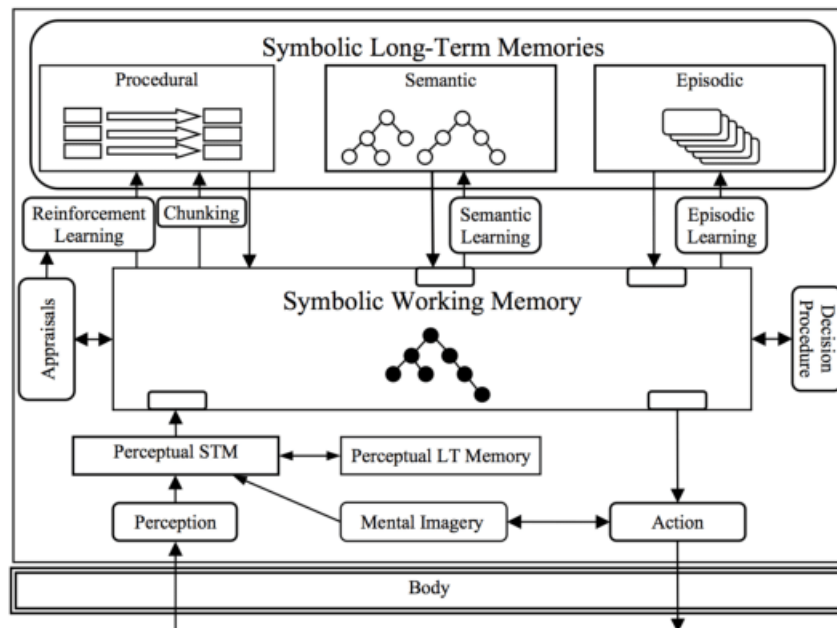 Symbolic Long-Term Memories
Procedural
Semantic
Episodic
Reinforcement
Learning
Chunking
Semantic
Learning
Episodic
Learning
Symbolic Working Memory
Appraisals
Decision
Procedure
Perceptual STM
Perceptual LT Memory
Perception
Mental Imagery
Action
Body